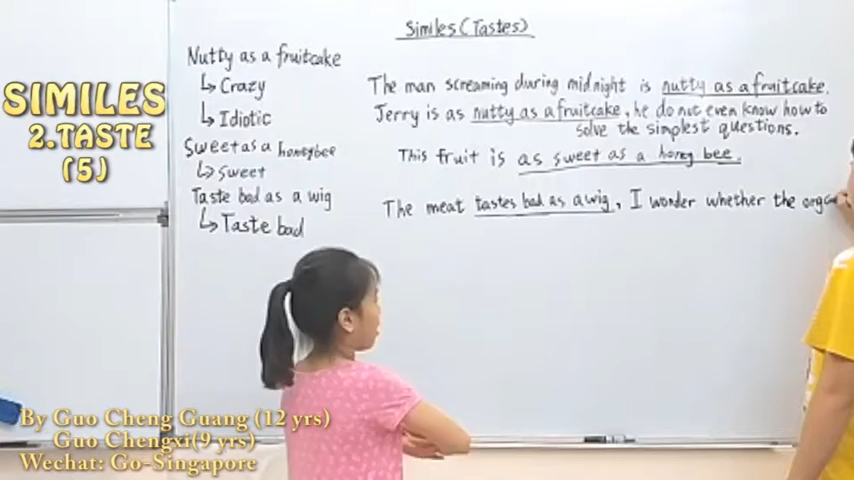 Similes (Tastes)
Nutty as a fruitcake
↳ Crazy
↳ Idiotic
Sweet as a honeybee
↳ Sweet
Taste bad as a wig
↳ Taste bad
The man screaming during midnight is nutty as a fruitcake.
Jerry is as nutty as a fruitcake, he do not even know how to
solve the simplest questions.
This fruit is as sweet as a honey bee.
The meat tastes bad as a wig, I wonder whether the
SIMILES
2.TASTE
(5)
By Guo Cheng Guang (12 yrs)
Guo Chengxi(9 yrs)
Wechat: Go-Singapore